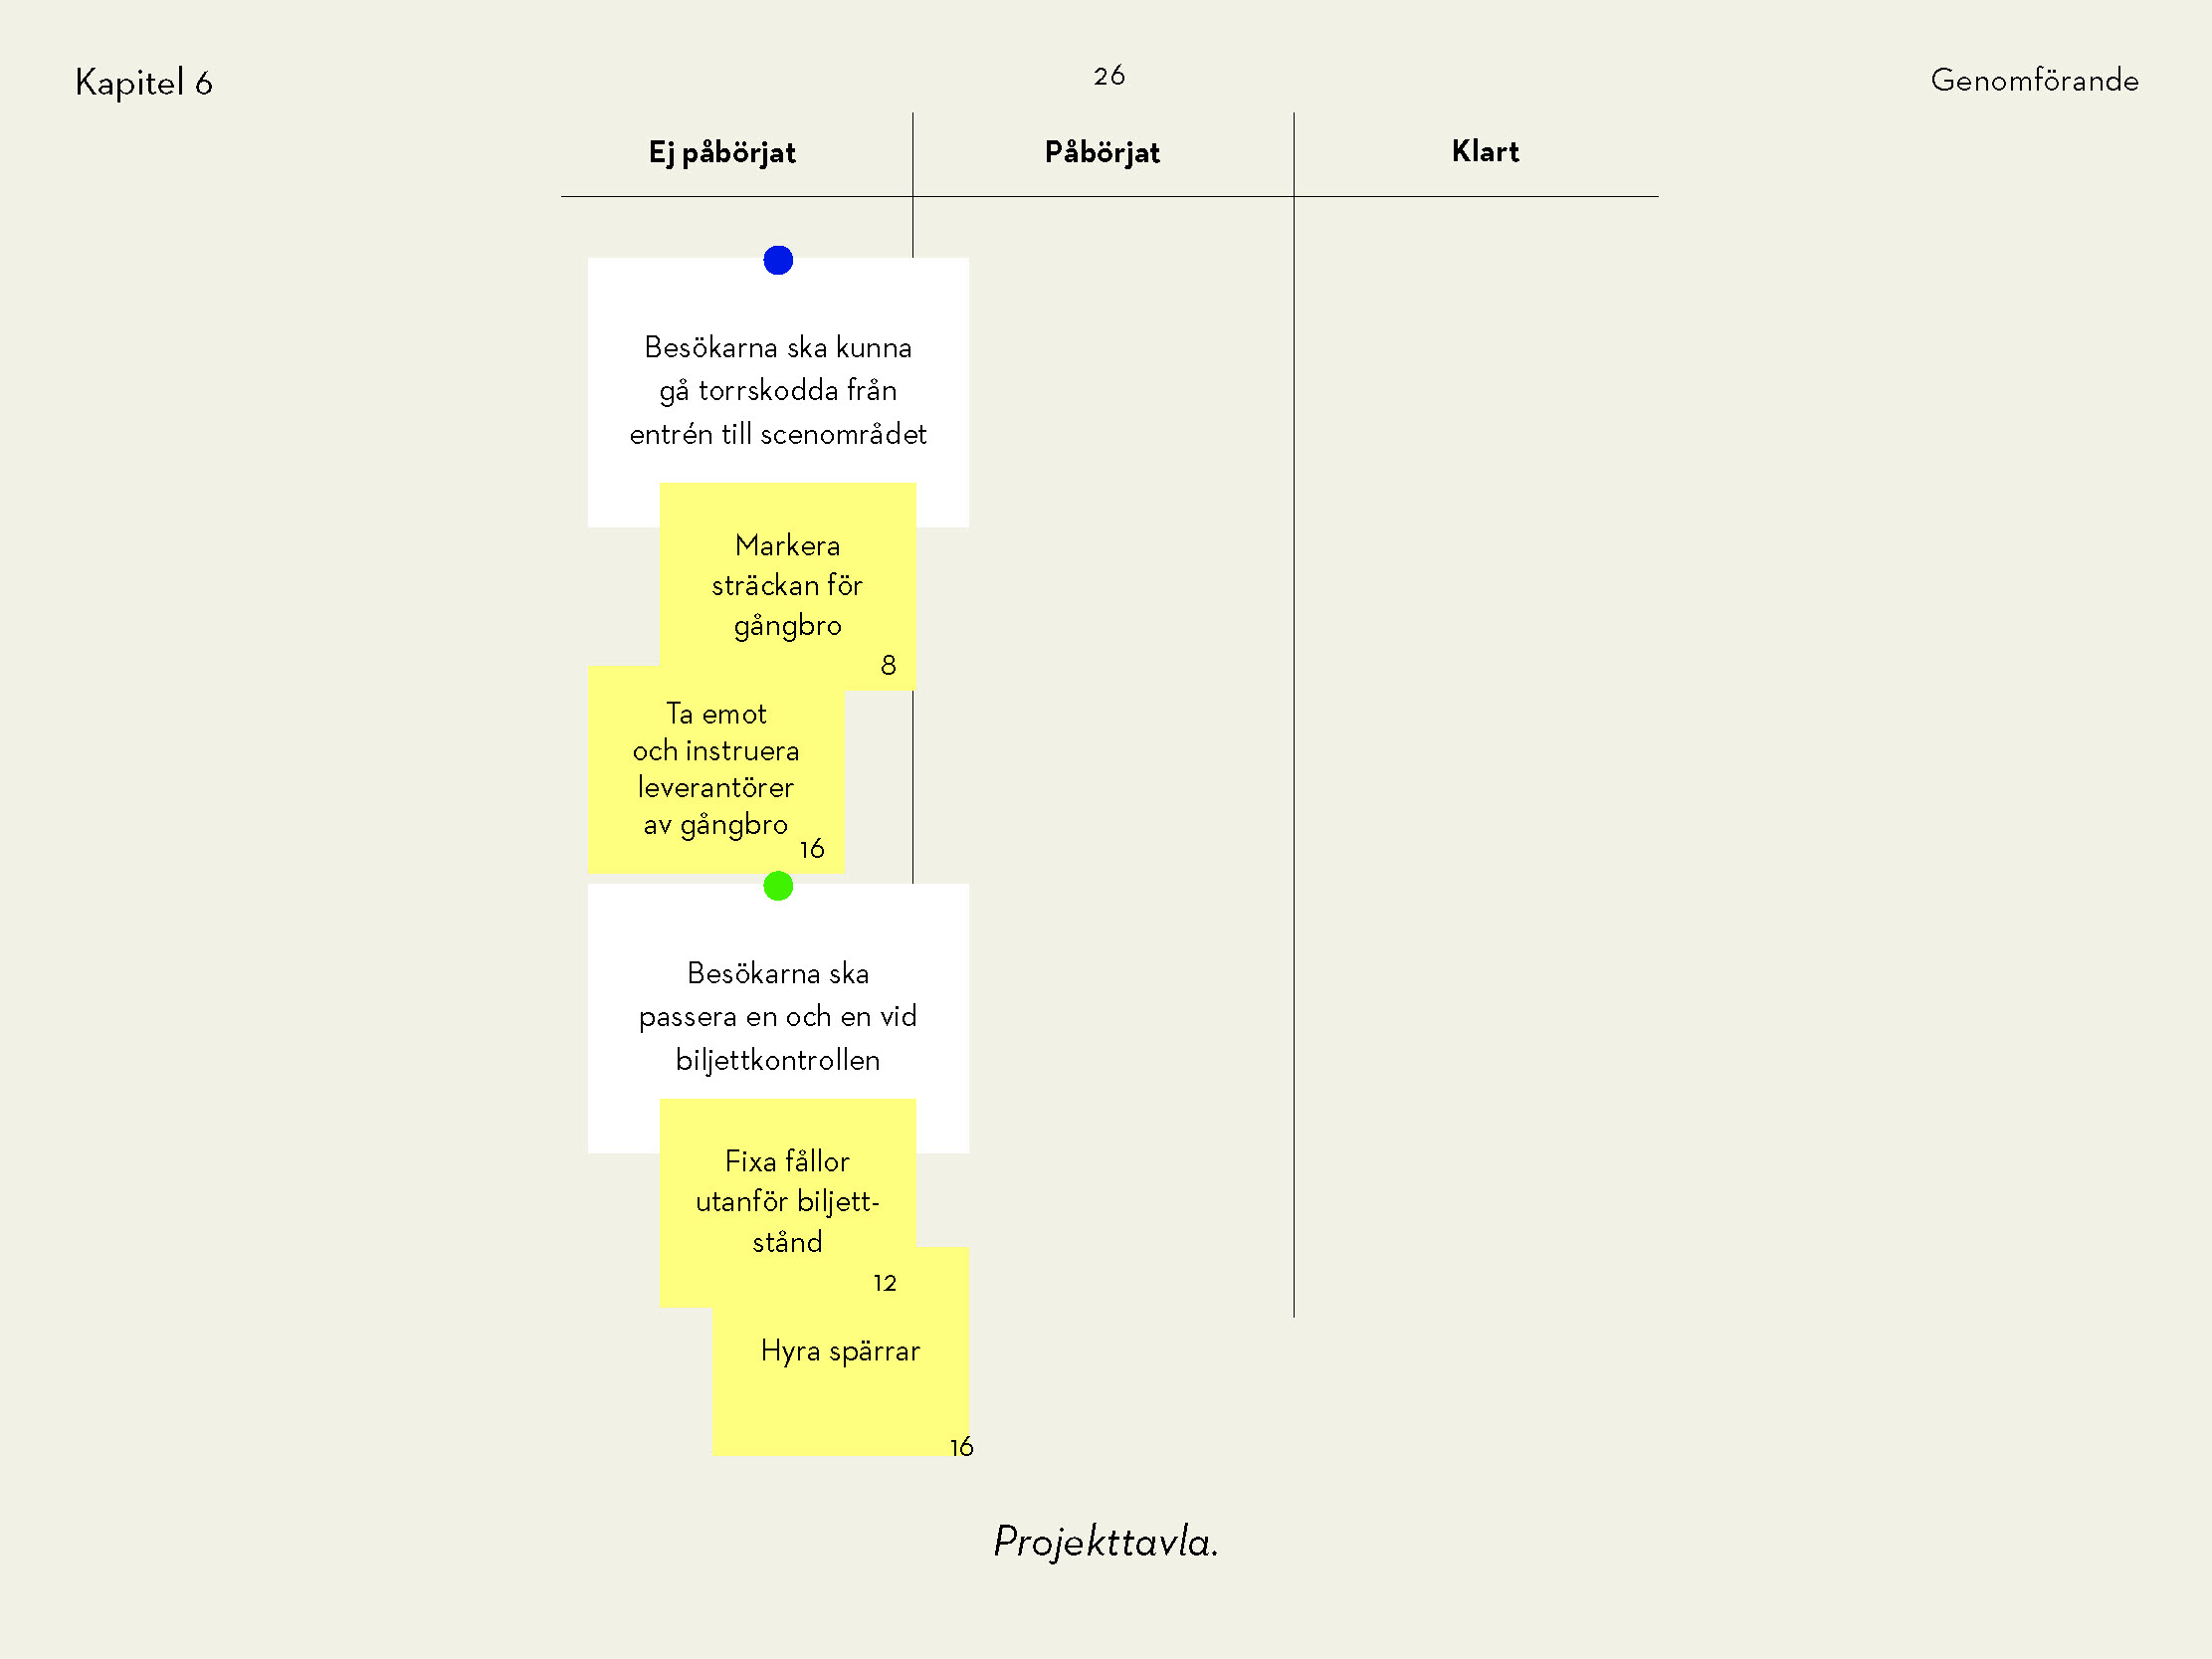 Kapitel 6
26
Genomförande
Ej påbörjat
Påbörjat
Klart
Besökarna ska kunna
gå torrskodda från
entrén till scenområdet
Markera
sträckan för
gångbro
8
Ta emot
och instruera
leverantörer
av gångbro
16
Besökarna ska
passera en och en vid
biljettkontrollen
Fixa fållor
utanför biljett-
stånd
12
Hyra spärrar
16
Projekttavla.